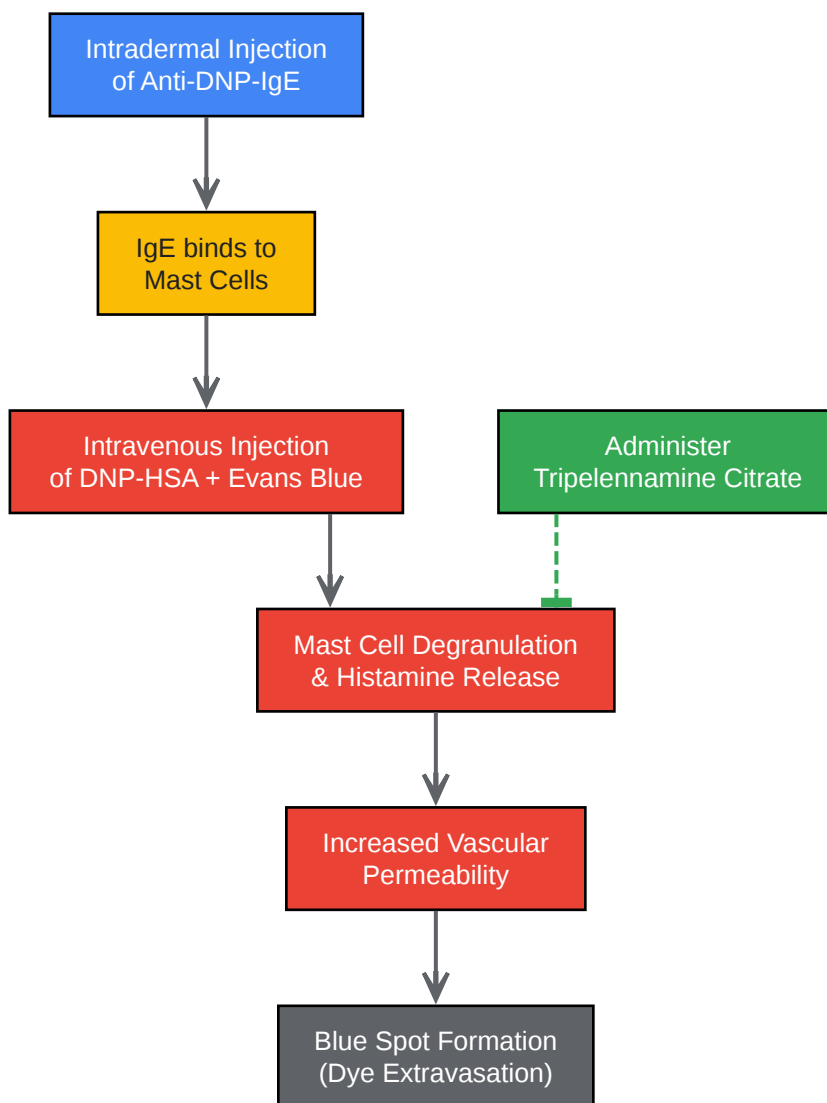 Intradermal Injection
of Anti-DNP-IgE
IgE binds to
Mast Cells
Intravenous Injection
of DNP-HSA + Evans Blue
Administer
Tripelennamine Citrate
Mast Cell Degranulation
& Histamine Release
Increased Vascular
Permeability
Blue Spot Formation
(Dye Extravasation)